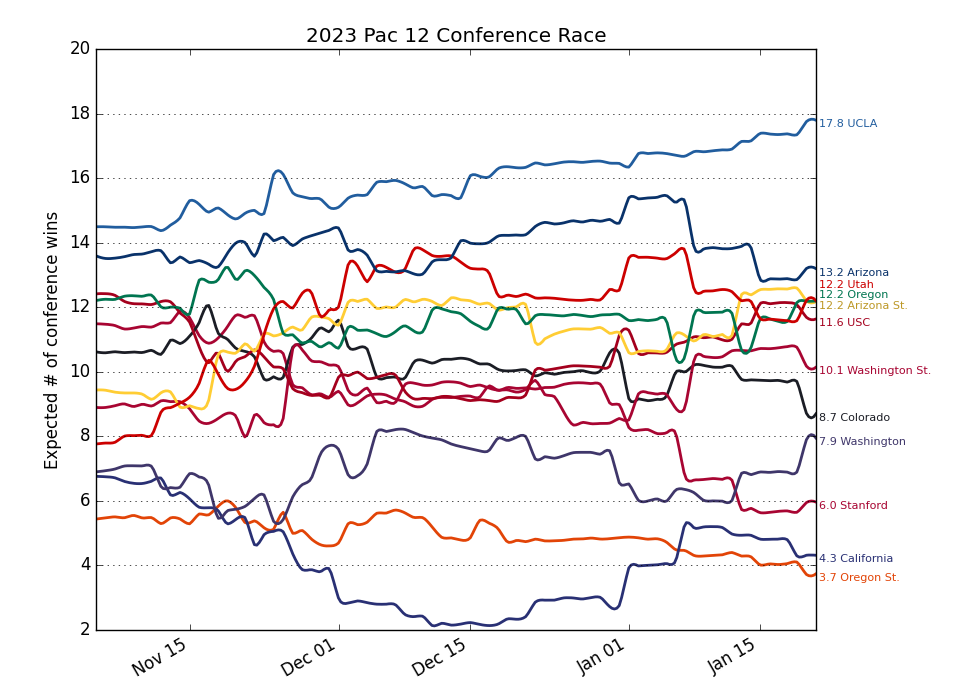 2023 Pac 12 Conference Race
Expected # of conference wins
20
18
16
14
12
10
8
6
4
2
17.8 UCLA
13.2 Arizona
12.2 Utah
12.2 Oregon
12.2 Arizona St.
11.6 USC
10.1 Washington St.
8.7 Colorado
7.9 Washington
6.0 Stanford
4.3 California
3.7 Oregon St.
Nov 15
Dec 01
Dec 15
Jan 01
Jan 15